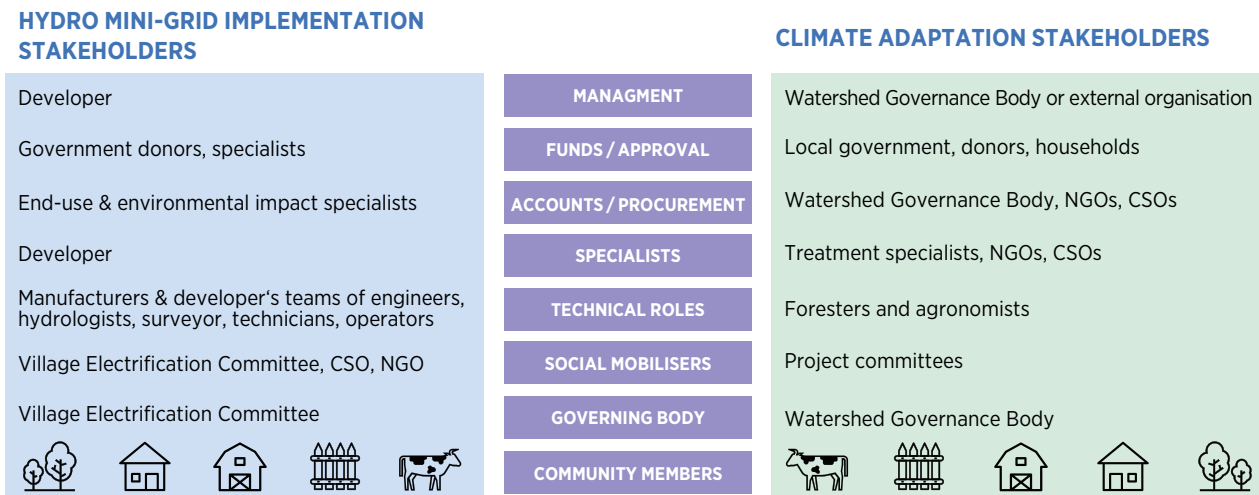 HYDRO MINI-GRID IMPLEMENTATION
STAKEHOLDERS
CLIMATE ADAPTATION STAKEHOLDERS
Developer
MANAGMENT
Watershed Governance Body or external organisation
Government donors, specialists
FUNDS / APPROVAL
Local government, donors, households
End-use & environmental impact specialists
ACCOUNTS / PROCUREMENT
Watershed Governance Body, NGOs, CSOs
Developer
SPECIALISTS
Treatment specialists, NGOs, CSOs
Manufacturers & developer‘s teams of engineers,
hydrologists, surveyor, technicians, operators
TECHNICAL ROLES
Foresters and agronomists
Village Electrification Committee, CSO, NGO
SOCIAL MOBILISERS
Project committees
Village Electrification Committee
GOVERNING BODY
Watershed Governance Body
COMMUNITY MEMBERS